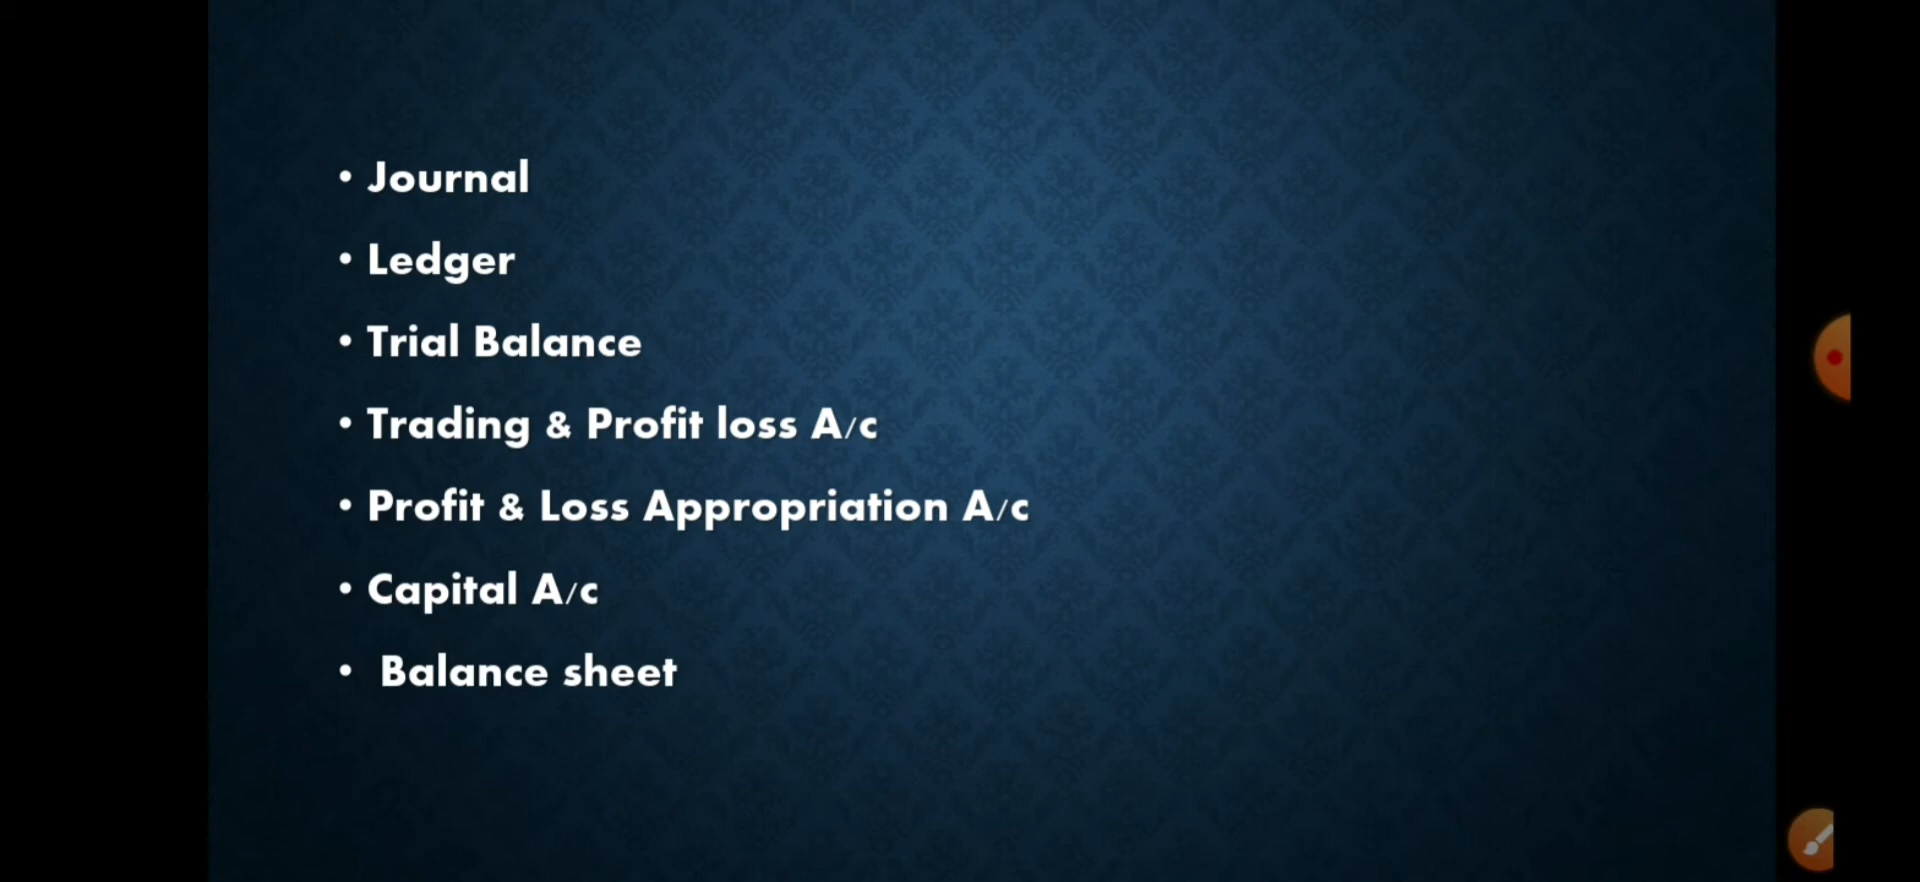 • Journal
• Ledger
• Trial Balance
• Trading & Profit loss A/c
• Profit & Loss Appropriation A/c
• Capital A/c
• Balance sheet